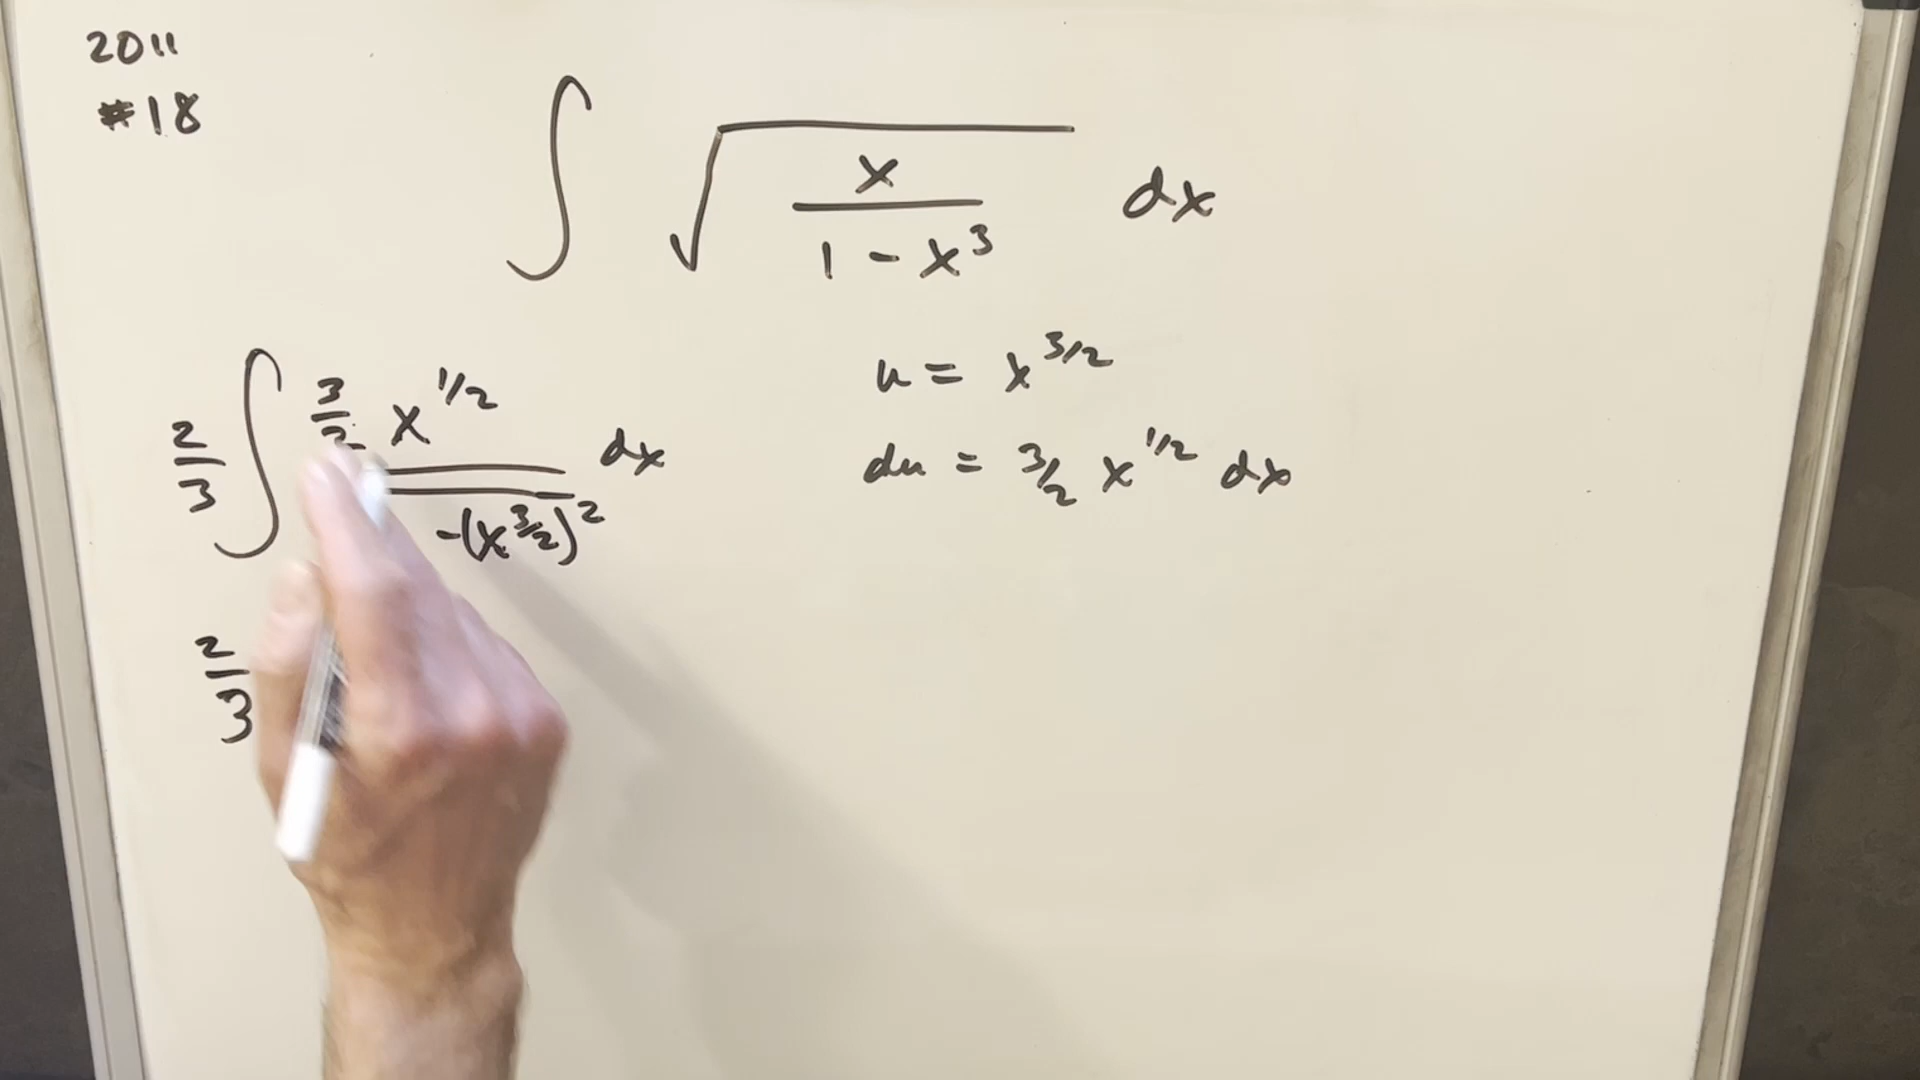 2011
#18
∫ √(x / (1 - x^3)) dx
2/3 ∫ 3/2 x^1/2 / √( -(x^3/2)^2) dx
u = x^3/2
du = 3/2 x^1/2 dx
2/3